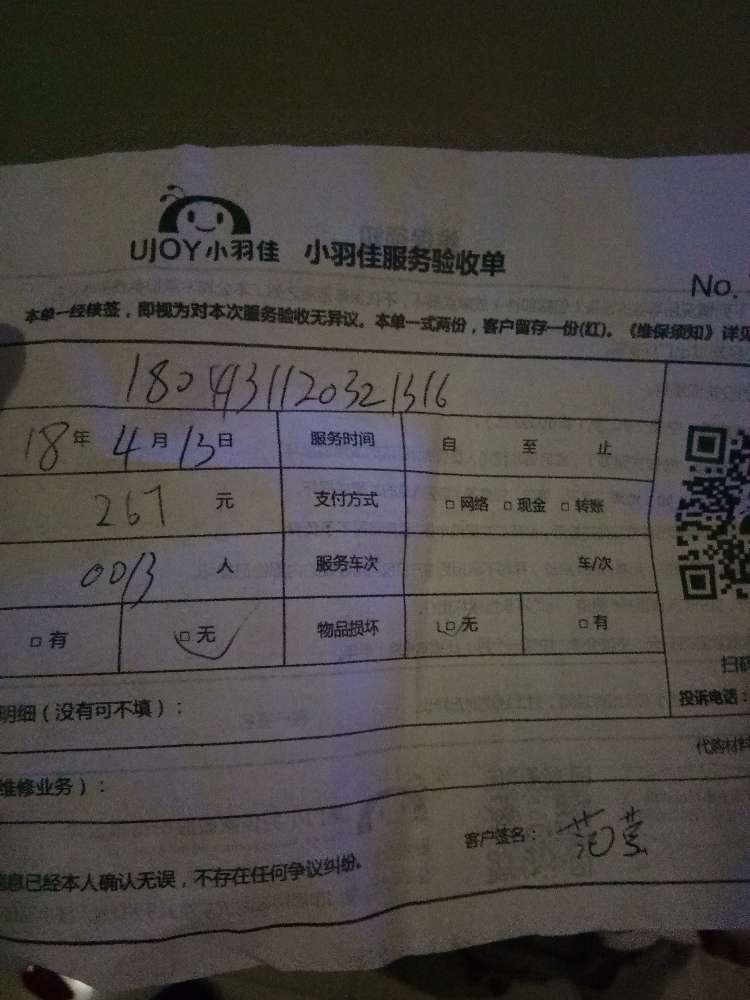 UJOY小羽佳 小羽佳服务验收单
No.
本单一经续签，即视为对本次服务验收无异议。本单一式两份，客户留存一份(红)。《维保须知》详见
18年4月13日 服务时间 自 至 止
267 元 支付方式 □网络 □现金 □转账
0013 人 服务车次 车/次
□有 □无 物品损坏 □无 □有
扫码
明细（没有可不填）：
投诉电话：
代购材料
维修业务）：
客户签名：
信息已经本人确认无误，不存在任何争议纠纷。